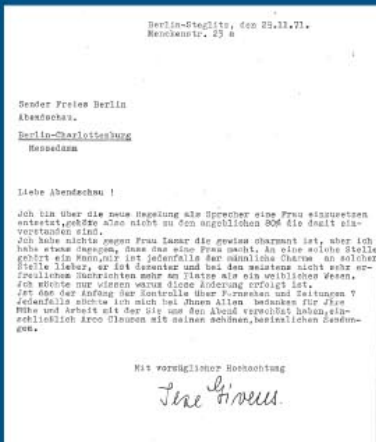 Berlin-Steglitz, den 25.11.71.
Menckenstr. 23 a
Sender Freies Berlin
Abendschau.
Berlin-Charlottenburg
Messedamm
Liebe Abendschau !
Jch bin über die neue Regelung als Sprecher eine Frau einzusetzen
entsetzt,gehöre also nicht zu den angeblichen 80% die damit ein-
verstanden sind.
Jch habe nichts gegen Frau Lamar die gewiss charmant ist, aber ich
habe etwas dagegen, dass das eine Frau macht. An eine solche Stelle
gehört ein Mann,mir ist jedenfalls der männliche Charme an solcher
Stelle lieber, er ist dezenter und bei den meistens nicht sehr er-
freulichen Nachrichten mehr am Platze als ein weibliches Wesen.
Jch möchte nur wissen warum diese Änderung erfolgt ist.
Jst das der Anfang der Kontrolle über Fernsehen und Zeitungen ?
Jedenfalls möchte ich mich bei Jhnen Allen bedanken für Jhre
Mühe und Arbeit mit der Sie uns den Abend verschönt haben,ein-
schließlich Arco Clausen mit seinen schönen,besinnlichen Sendun-
gen.
Mit vorzüglicher Hochachtung